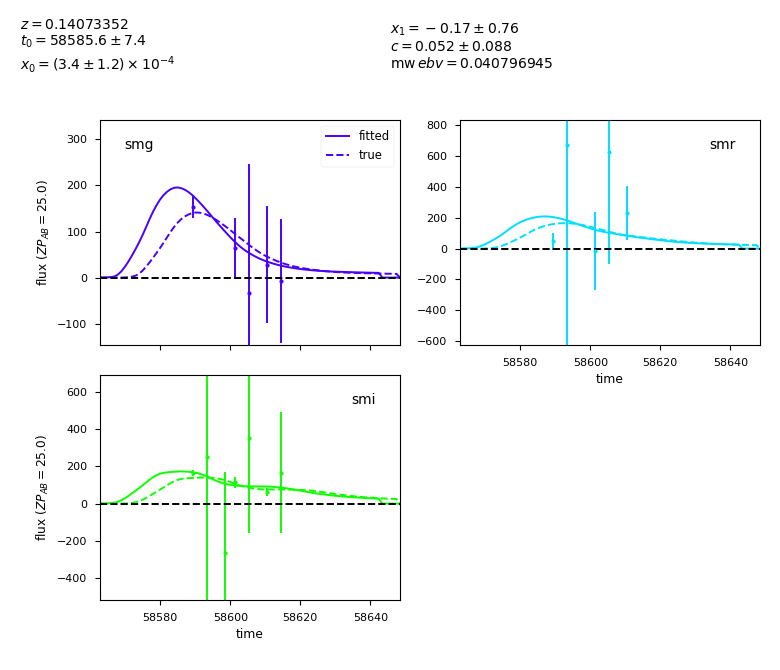 z = 0.14073352
t₀ = 58585.6 ± 7.4
x₀ = (3.4 ± 1.2) × 10⁻⁴
x₁ = −0.17 ± 0.76
c = 0.052 ± 0.088
mw ebv = 0.040796945
smg
fitted
true
300
200
100
0
−100
flux (ZP_AB = 25.0)
smr
800
600
400
200
0
−200
−400
−600
58580 58600 58620 58640
time
smi
600
400
200
0
−200
−400
flux (ZP_AB = 25.0)
58580 58600 58620 58640
time